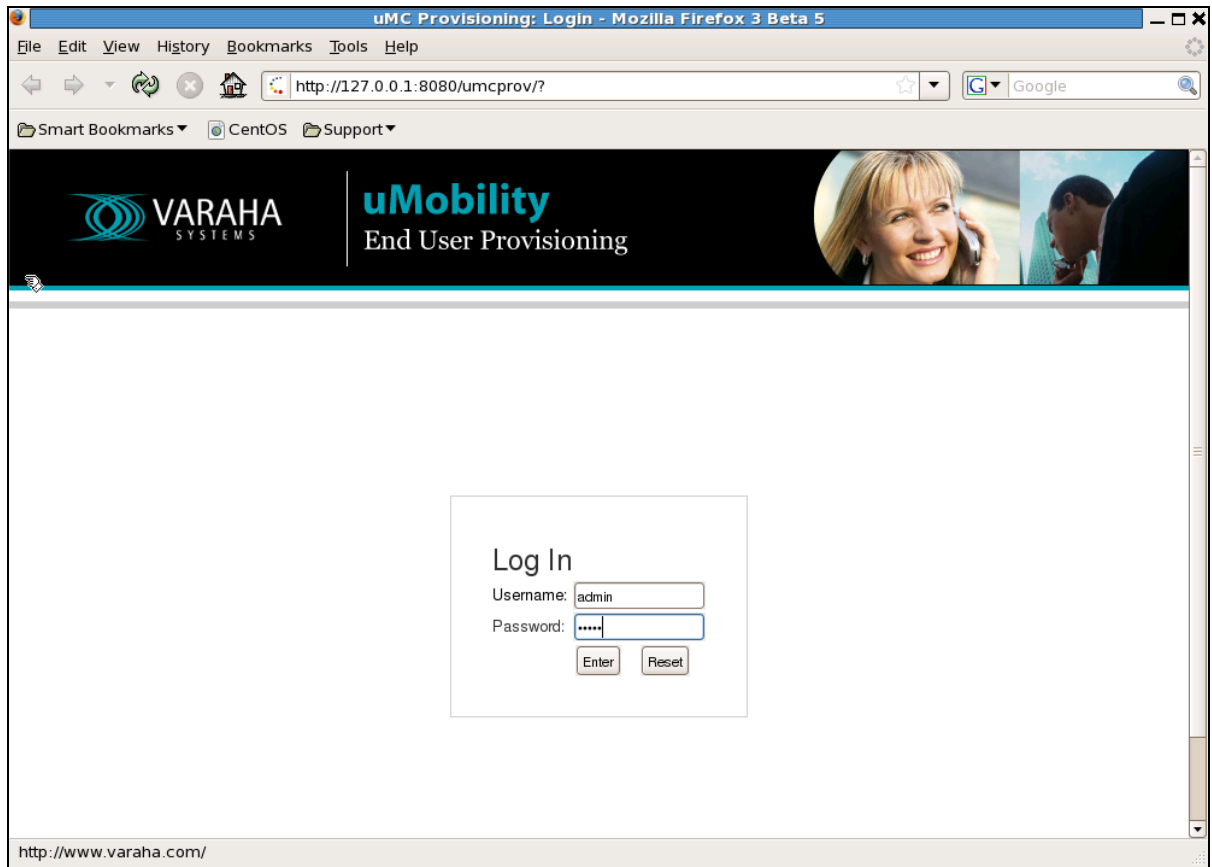 uMC Provisioning: Login - Mozilla Firefox 3 Beta 5
File Edit View History Bookmarks Tools Help
http://127.0.0.1:8080/umcprov/? G Google
Smart Bookmarks CentOS Support
VARAHA
SYSTEMS
uMobility
End User Provisioning
Log In
Username: admin
Password: •••••
Enter Reset
http://www.varaha.com/